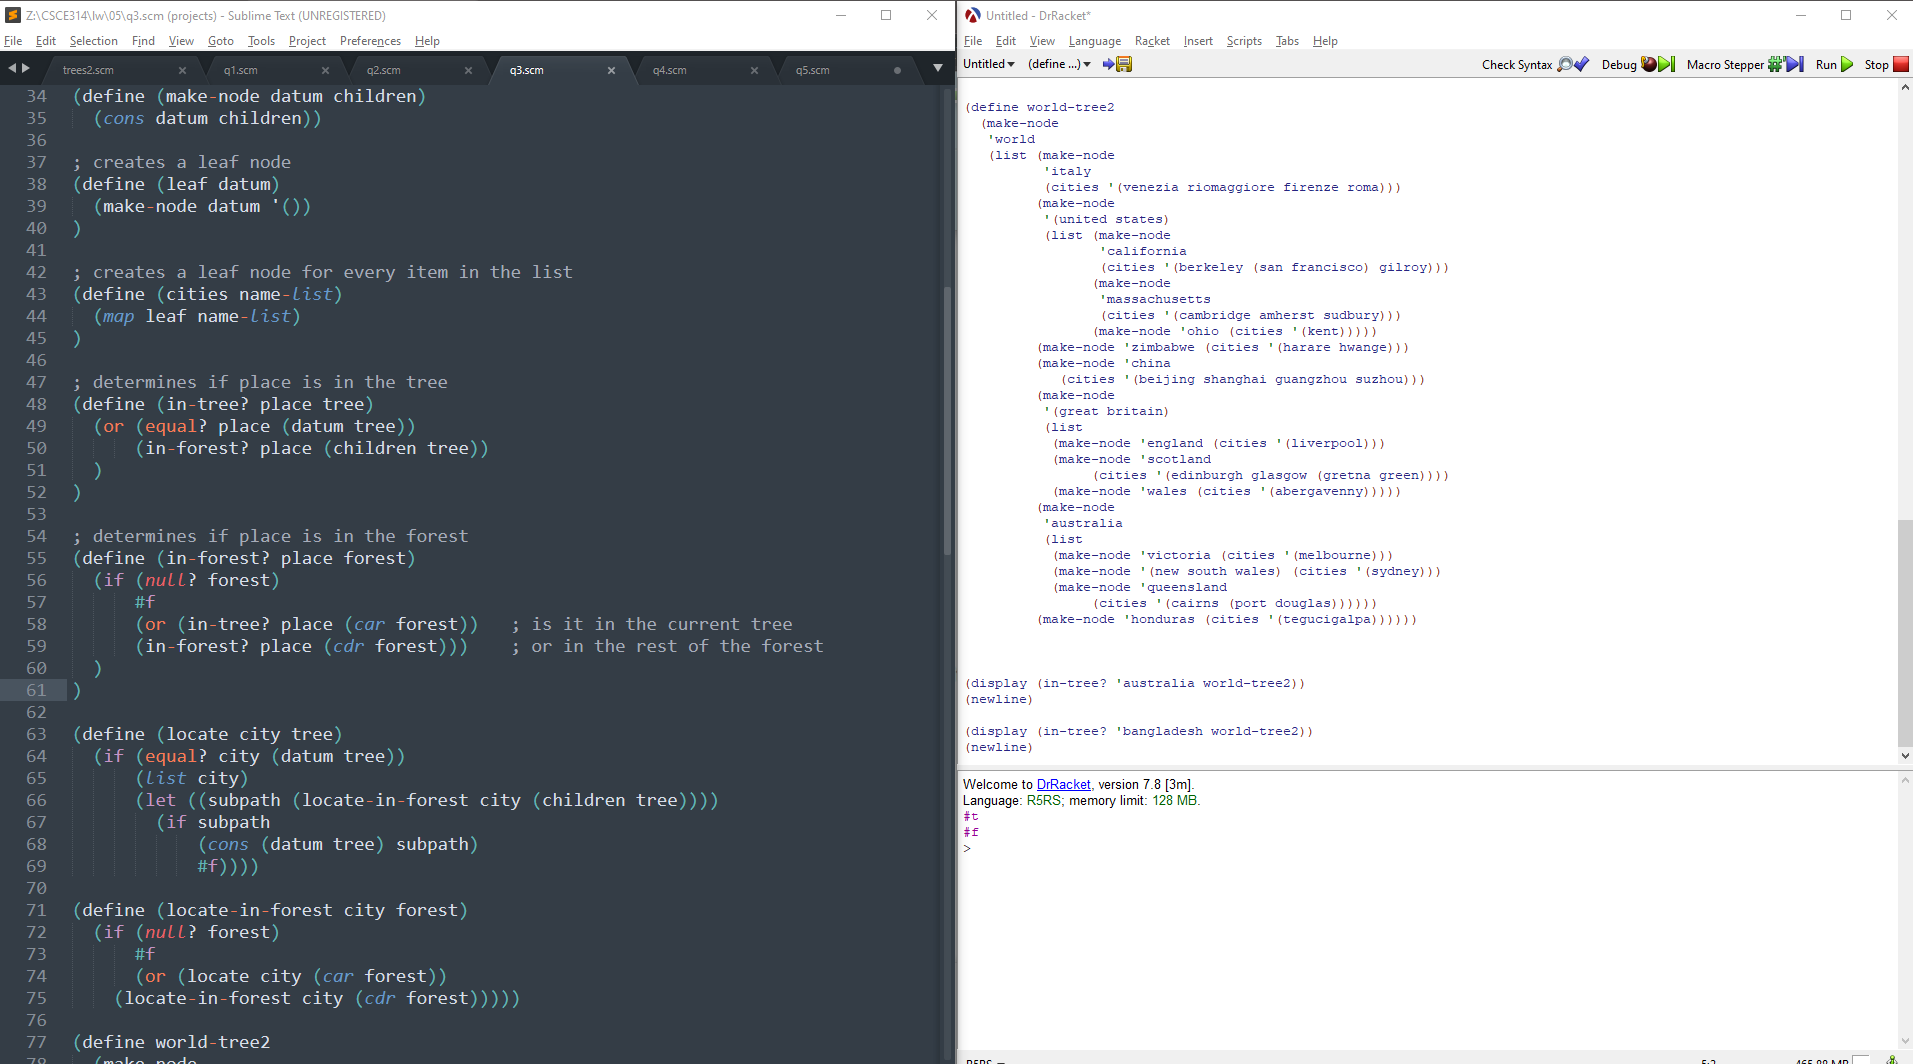 Z:\CSCE314\lw\05\q3.scm (projects) - Sublime Text (UNREGISTERED)
File Edit Selection Find View Goto Tools Project Preferences Help
trees2.scm q1.scm q2.scm q3.scm q4.scm q5.scm
34 (define (make-node datum children)
35   (cons datum children))
36
37 ; creates a leaf node
38 (define (leaf datum)
39   (make-node datum '())
40 )
41
42 ; creates a leaf node for every item in the list
43 (define (cities name-list)
44   (map leaf name-list)
45 )
46
47 ; determines if place is in the tree
48 (define (in-tree? place tree)
49   (or (equal? place (datum tree))
50       (in-forest? place (children tree))
51   )
52 )
53
54 ; determines if place is in the forest
55 (define (in-forest? place forest)
56   (if (null? forest)
57       #f
58       (or (in-tree? place (car forest))   ; is it in the current tree
59       (in-forest? place (cdr forest)))    ; or in the rest of the forest
60   )
61 )
62
63 (define (locate city tree)
64   (if (equal? city (datum tree))
65       (list city)
66       (let ((subpath (locate-in-forest city (children tree))))
67         (if subpath
68             (cons (datum tree) subpath)
69             #f))))
70
71 (define (locate-in-forest city forest)
72   (if (null? forest)
73       #f
74       (or (locate city (car forest))
75     (locate-in-forest city (cdr forest)))))
76
77 (define world-tree2
78   (make-node
Untitled - DrRacket*
File Edit View Language Racket Insert Scripts Tabs Help
Untitled (define ...) Check Syntax Debug Macro Stepper Run Stop
(define world-tree2
  (make-node
   'world
   (list (make-node
          'italy
          (cities '(venezia riomaggiore firenze roma)))
         (make-node
          '(united states)
          (list (make-node
                 'california
                 (cities '(berkeley (san francisco) gilroy)))
                (make-node
                 'massachusetts
                 (cities '(cambridge amherst sudbury)))
                (make-node 'ohio (cities '(kent)))))
         (make-node 'zimbabwe (cities '(harare hwange)))
         (make-node 'china
            (cities '(beijing shanghai guangzhou suzhou)))
         (make-node
          '(great britain)
          (list
           (make-node 'england (cities '(liverpool)))
           (make-node 'scotland
                (cities '(edinburgh glasgow (gretna green))))
           (make-node 'wales (cities '(abergavenny)))))
         (make-node
          'australia
          (list
           (make-node 'victoria (cities '(melbourne)))
           (make-node '(new south wales) (cities '(sydney)))
           (make-node 'queensland
                (cities '(cairns (port douglas))))))
         (make-node 'honduras (cities '(tegucigalpa))))))
(display (in-tree? 'australia world-tree2))
(newline)
(display (in-tree? 'bangladesh world-tree2))
(newline)
Welcome to DrRacket, version 7.8 [3m].
Language: R5RS; memory limit: 128 MB.
#t
#f
>
R5RS 5:2 465.88 MB